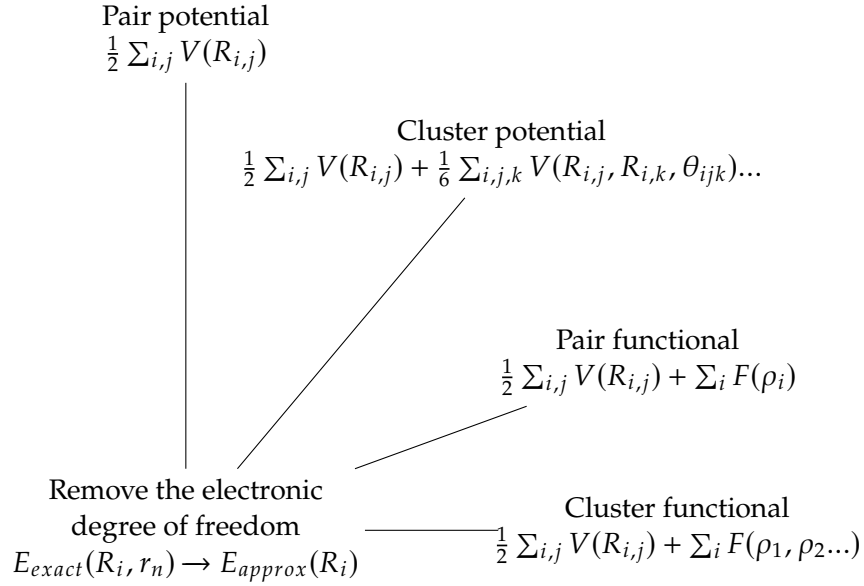 Pair potential
½ ∑_{i,j} V(R_{i,j})
Cluster potential
½ ∑_{i,j} V(R_{i,j}) + ⅙ ∑_{i,j,k} V(R_{i,j}, R_{i,k}, θ_{ijk})...
Pair functional
½ ∑_{i,j} V(R_{i,j}) + ∑_i F(ρ_i)
Remove the electronic
degree of freedom
E_{exact}(R_i, r_n) → E_{approx}(R_i)
Cluster functional
½ ∑_{i,j} V(R_{i,j}) + ∑_i F(ρ_1, ρ_2...)